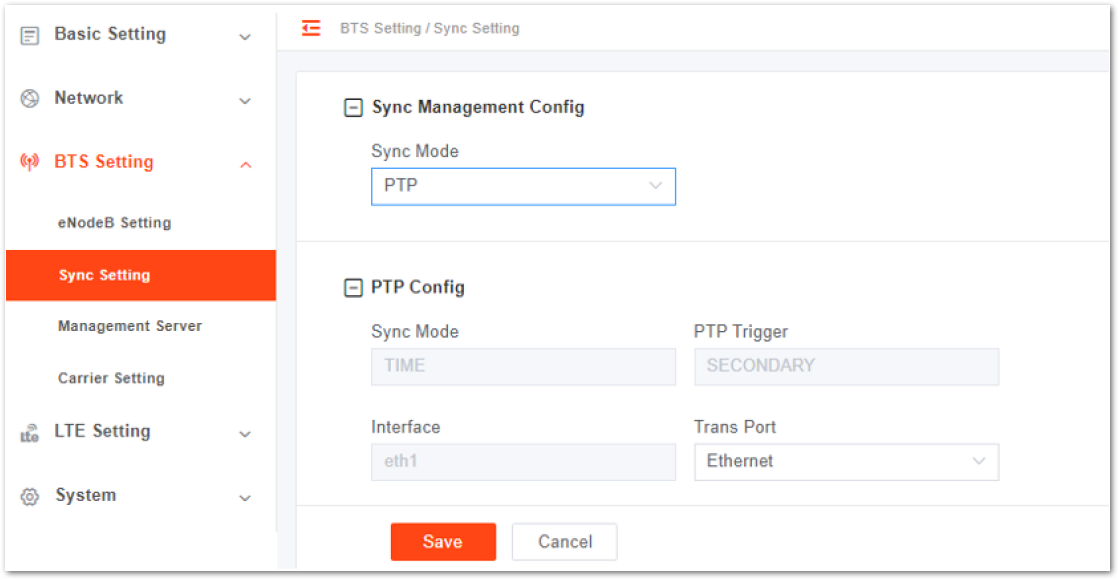 Basic Setting
Network
BTS Setting
eNodeB Setting
Sync Setting
Management Server
Carrier Setting
LTE Setting
System
BTS Setting / Sync Setting
Sync Management Config
Sync Mode
PTP
PTP Config
Sync Mode
PTP Trigger
TIME
SECONDARY
Interface
Trans Port
eth1
Ethernet
Save
Cancel